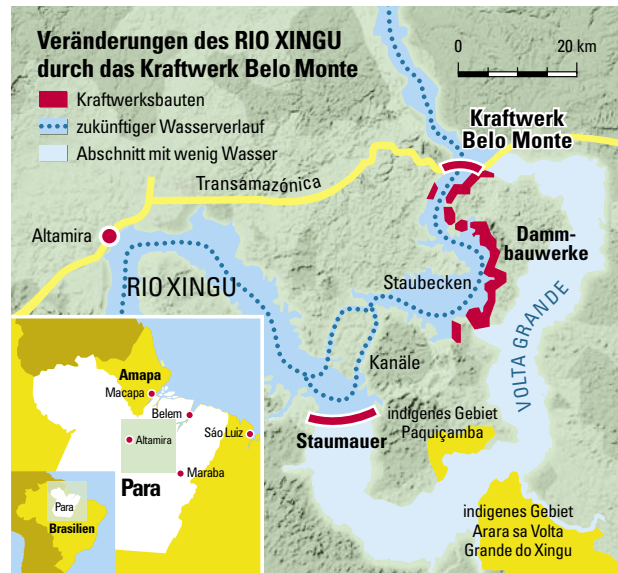 Veränderungen des RIO XINGU
durch das Kraftwerk Belo Monte
Kraftwerksbauten
zukünftiger Wasserverlauf
Abschnitt mit wenig Wasser
0 20 km
Kraftwerk
Belo Monte
Transámazónica
Altamira
Damm-
bauwerke
RIO XINGU
Staubecken
VOLTA GRANDE
Kanäle
Staumauer
indigenes Gebiet
Paquiçamba
indigenes Gebiet
Arara sa Volta
Grande do Xingu
Amapa
Macapa
Belem
Altamira
Sáo Luiz
Maraba
Para
Para
Brasilien